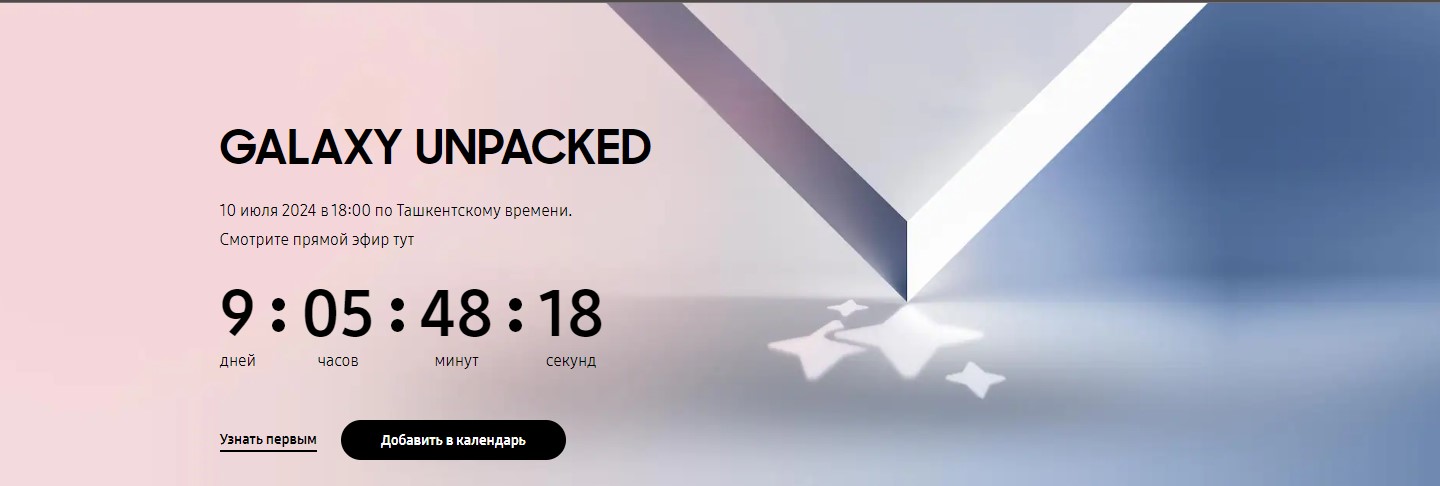 GALAXY UNPACKED
10 июля 2024 в 18:00 по Ташкентскому времени.
Смотрите прямой эфир тут
9 : 05 : 48 : 18
дней часов минут секунд
Узнать первым Добавить в календарь